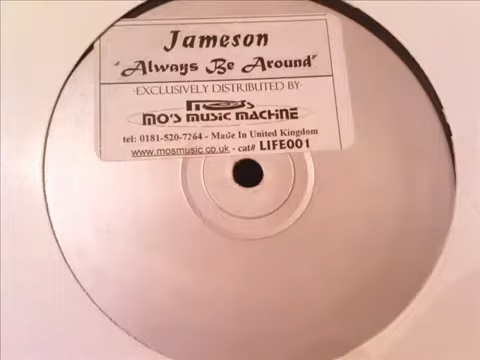 Jameson
"Always Be Around"
-EXCLUSIVELY DISTRIBUTED BY-
MO's
MO'S MUSIC MACHINE
tel: 0181-520-7264 - Made In United Kingdom
www.mosmusic.co.uk - cat# LIFE001